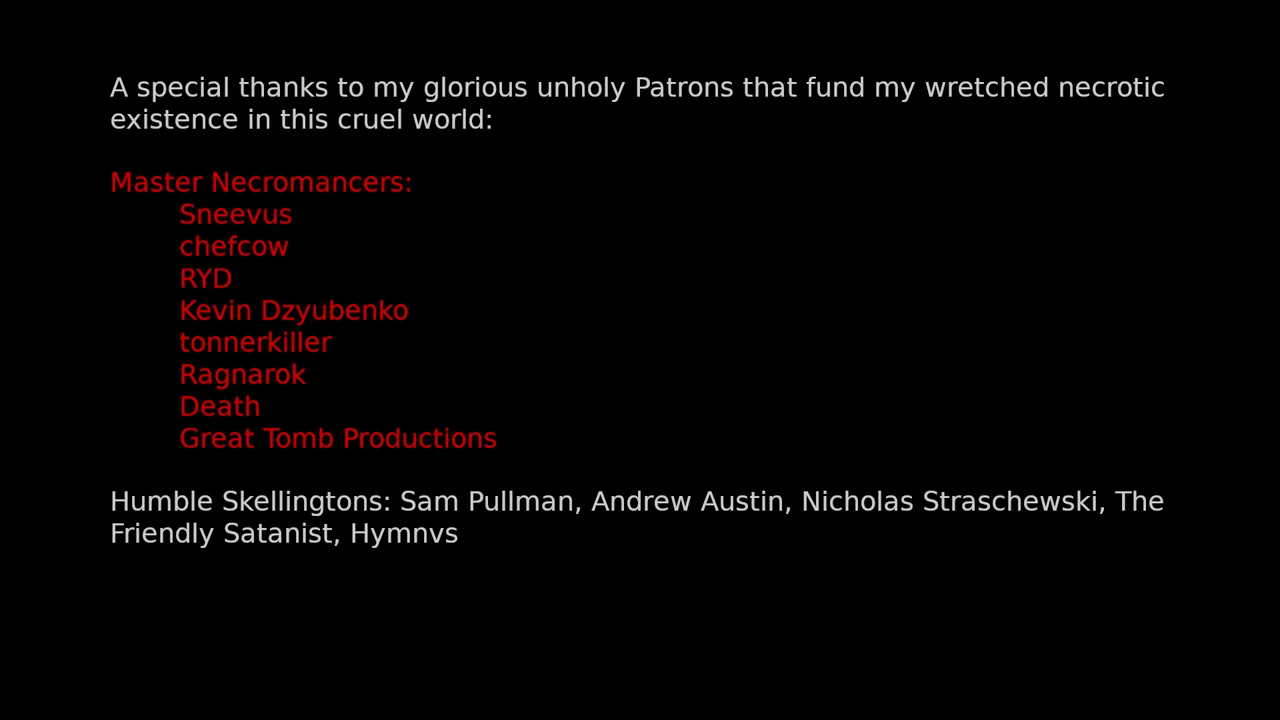 A special thanks to my glorious unholy Patrons that fund my wretched necrotic
existence in this cruel world:
Master Necromancers:
Sneevus
chefcow
RYD
Kevin Dzyubenko
tonnerkiller
Ragnarok
Death
Great Tomb Productions
Humble Skellingtons: Sam Pullman, Andrew Austin, Nicholas Straschewski, The
Friendly Satanist, Hymnvs